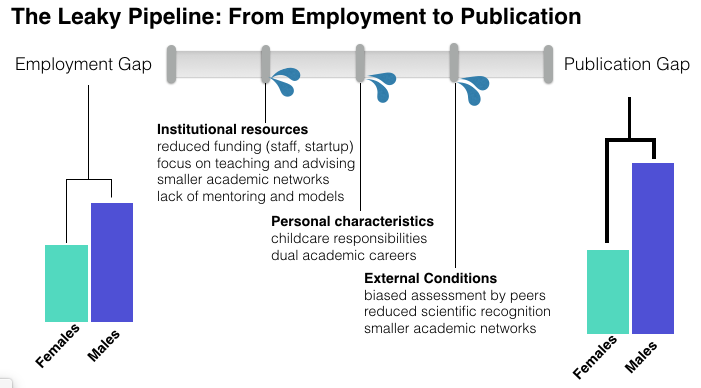 The Leaky Pipeline: From Employment to Publication
Employment Gap
Publication Gap
Institutional resources
reduced funding (staff, startup)
focus on teaching and advising
smaller academic networks
lack of mentoring and models
Personal characteristics
childcare responsibilities
dual academic careers
External Conditions
biased assessment by peers
reduced scientific recognition
smaller academic networks
Females
Males
Females
Males